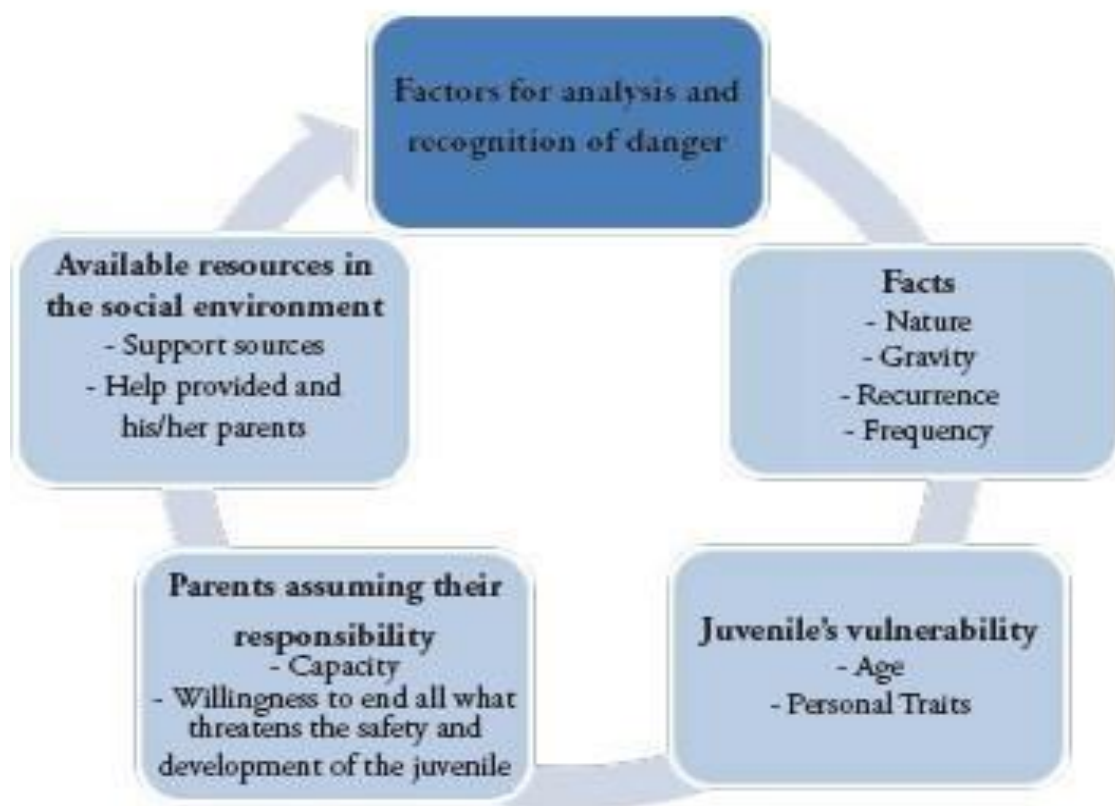 Factors for analysis and
recognition of danger
Facts
- Nature
- Gravity
- Recurrence
- Frequency
Juvenile's vulnerability
- Age
- Personal Traits
Parents assuming their
responsibility
- Capacity
- Willingness to end all what
threatens the safety and
development of the juvenile
Available resources in
the social environment
- Support sources
- Help provided and
his/her parents